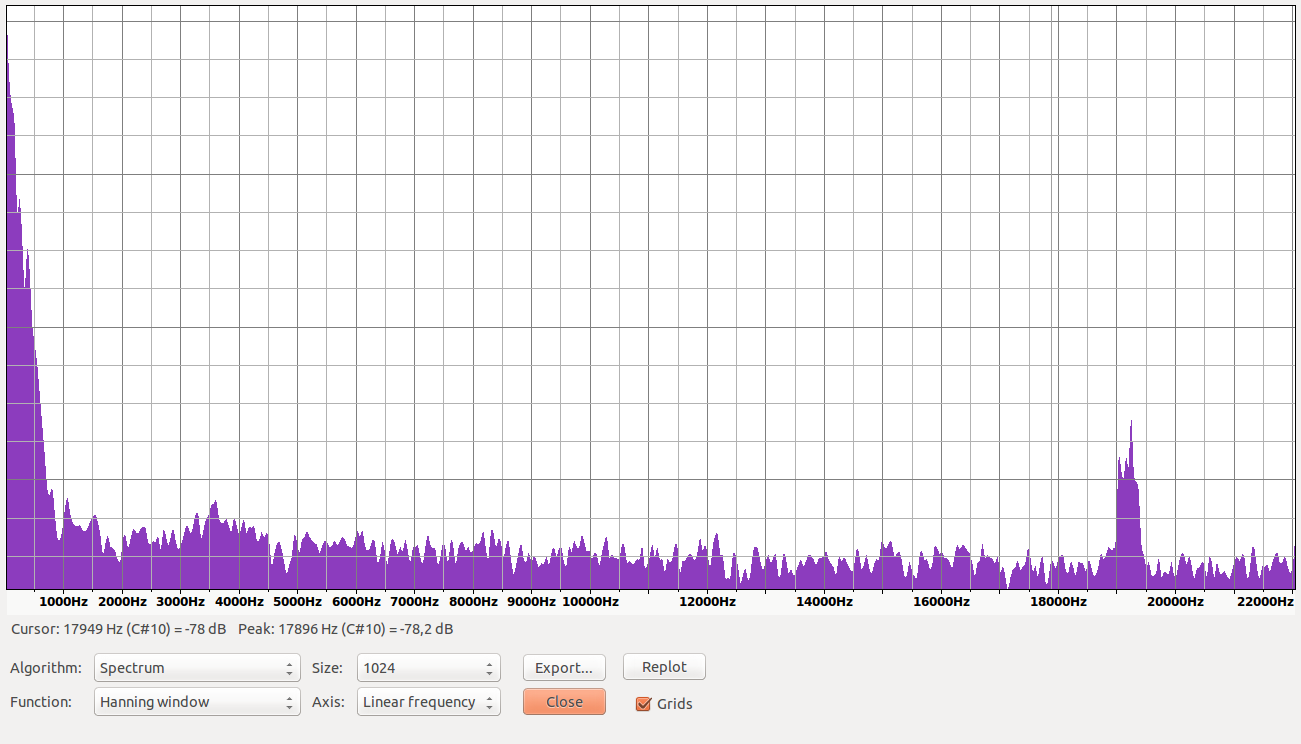 1000Hz 2000Hz 3000Hz 4000Hz 5000Hz 6000Hz 7000Hz 8000Hz 9000Hz 10000Hz 12000Hz 14000Hz 16000Hz 18000Hz 20000Hz 22000Hz
Cursor: 17949 Hz (C#10) = -78 dB Peak: 17896 Hz (C#10) = -78,2 dB
Algorithm: Spectrum Size: 1024 Export... Replot
Function: Hanning window Axis: Linear frequency Close Grids